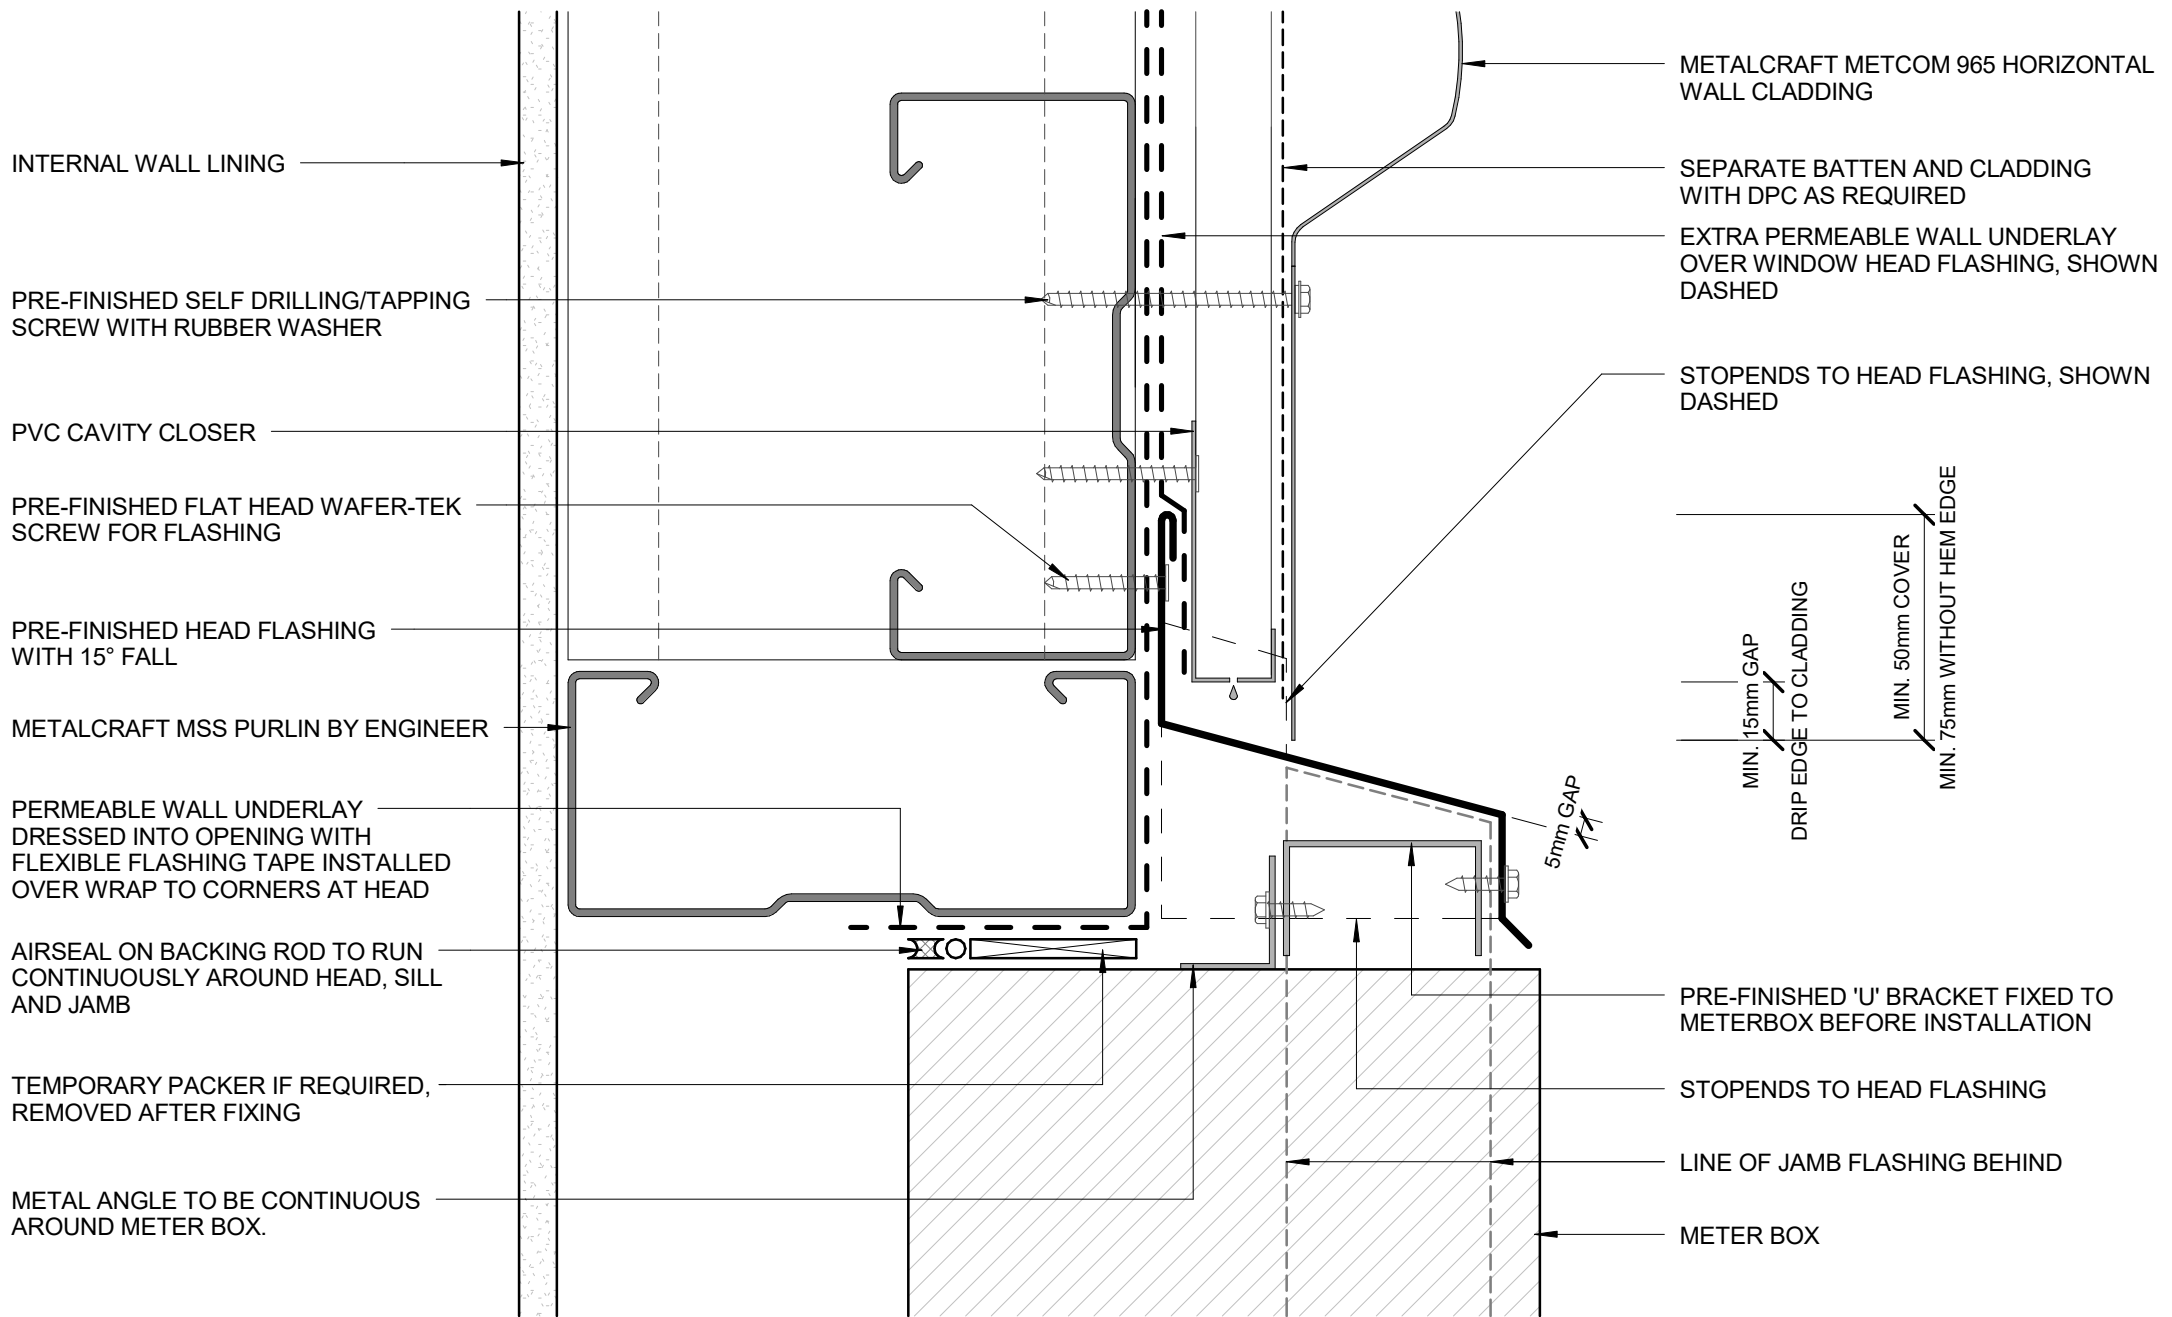 INTERNAL WALL LINING
PRE-FINISHED SELF DRILLING/TAPPING
SCREW WITH RUBBER WASHER
PVC CAVITY CLOSER
PRE-FINISHED FLAT HEAD WAFER-TEK
SCREW FOR FLASHING
PRE-FINISHED HEAD FLASHING
WITH 15° FALL
METALCRAFT MSS PURLIN BY ENGINEER
PERMEABLE WALL UNDERLAY
DRESSED INTO OPENING WITH
FLEXIBLE FLASHING TAPE INSTALLED
OVER WRAP TO CORNERS AT HEAD
AIRSEAL ON BACKING ROD TO RUN
CONTINUOUSLY AROUND HEAD, SILL
AND JAMB
TEMPORARY PACKER IF REQUIRED,
REMOVED AFTER FIXING
METAL ANGLE TO BE CONTINUOUS
AROUND METER BOX.
METALCRAFT METCOM 965 HORIZONTAL
WALL CLADDING
SEPARATE BATTEN AND CLADDING
WITH DPC AS REQUIRED
EXTRA PERMEABLE WALL UNDERLAY
OVER WINDOW HEAD FLASHING, SHOWN
DASHED
STOPENDS TO HEAD FLASHING, SHOWN
DASHED
MIN. 15mm GAP
DRIP EDGE TO CLADDING
MIN. 50mm COVER
MIN. 75mm WITHOUT HEM EDGE
5mm GAP
PRE-FINISHED 'U' BRACKET FIXED TO
METERBOX BEFORE INSTALLATION
STOPENDS TO HEAD FLASHING
LINE OF JAMB FLASHING BEHIND
METER BOX